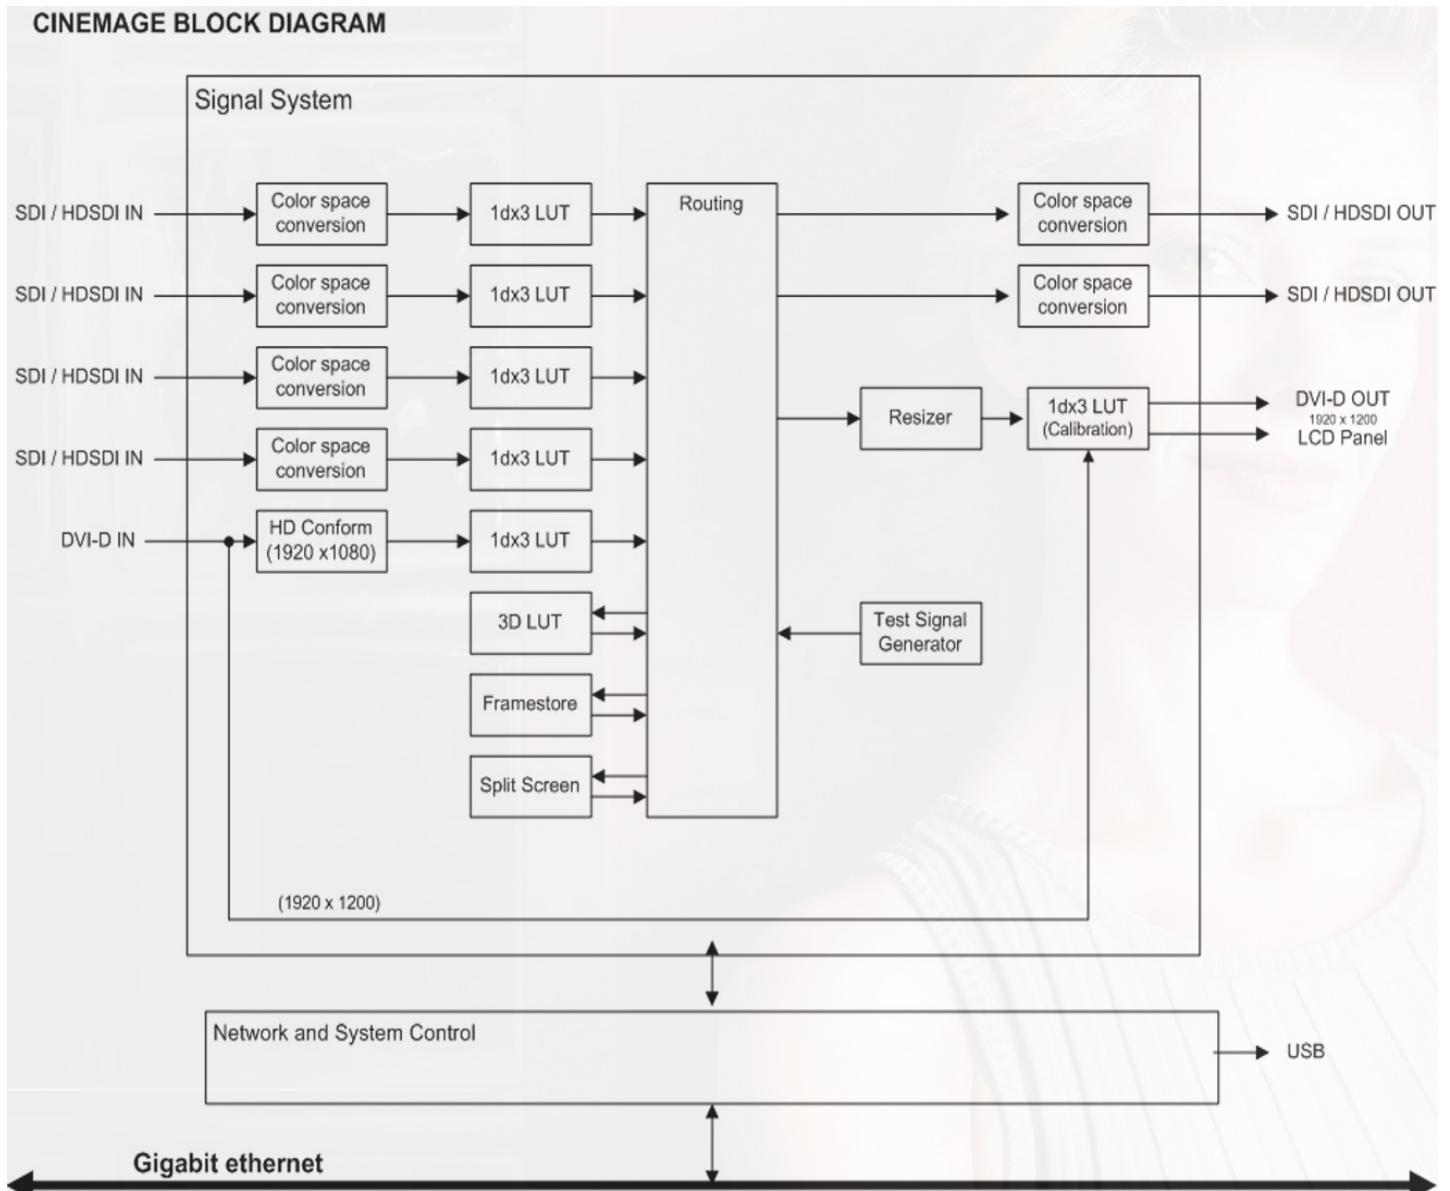 CINEMAGE BLOCK DIAGRAM
Signal System
SDI / HDSDI IN
Color space
conversion
1dx3 LUT
Routing
Color space
conversion
SDI / HDSDI OUT
SDI / HDSDI IN
Color space
conversion
1dx3 LUT
Color space
conversion
SDI / HDSDI OUT
SDI / HDSDI IN
Color space
conversion
1dx3 LUT
Resizer
1dx3 LUT
(Calibration)
DVI-D OUT
1920 x 1200
LCD Panel
SDI / HDSDI IN
Color space
conversion
1dx3 LUT
DVI-D IN
HD Conform
(1920 x1080)
1dx3 LUT
3D LUT
Test Signal
Generator
Framestore
Split Screen
(1920 x 1200)
Network and System Control
USB
Gigabit ethernet